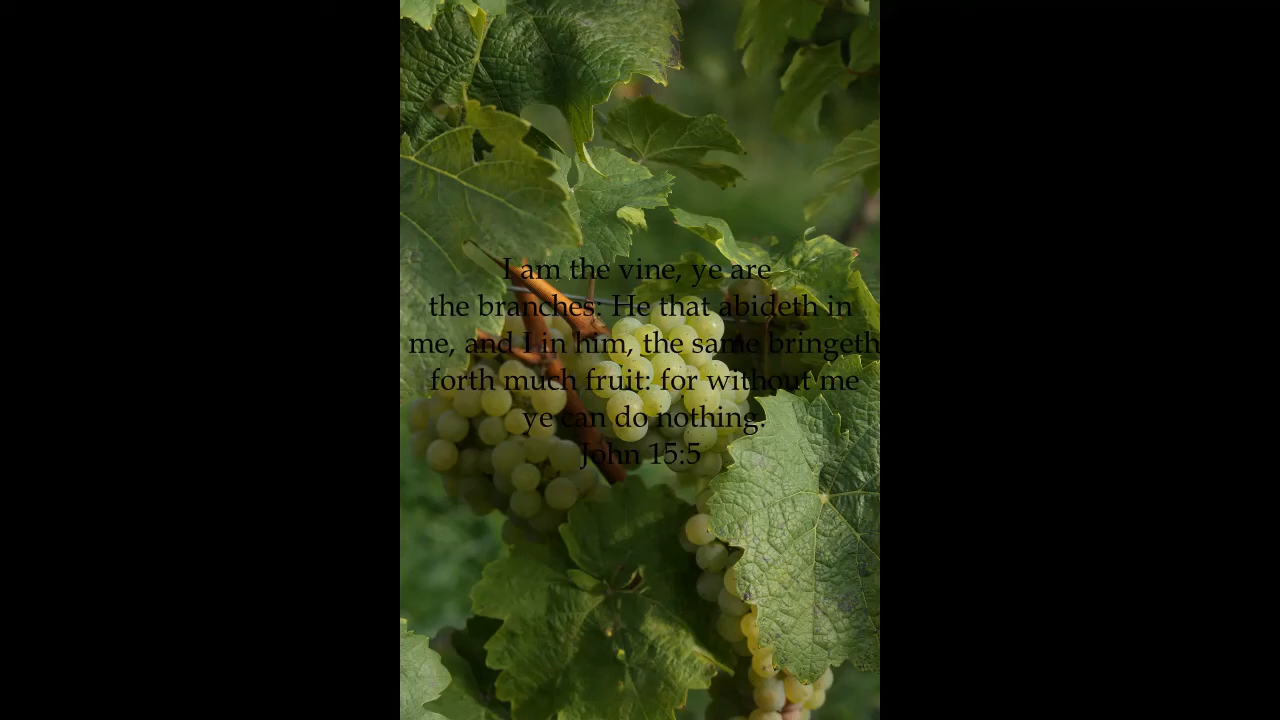 I am the vine, ye are
the branches: He that abideth in
me, and I in him, the same bringeth
forth much fruit: for without me
ye can do nothing.
John 15:5